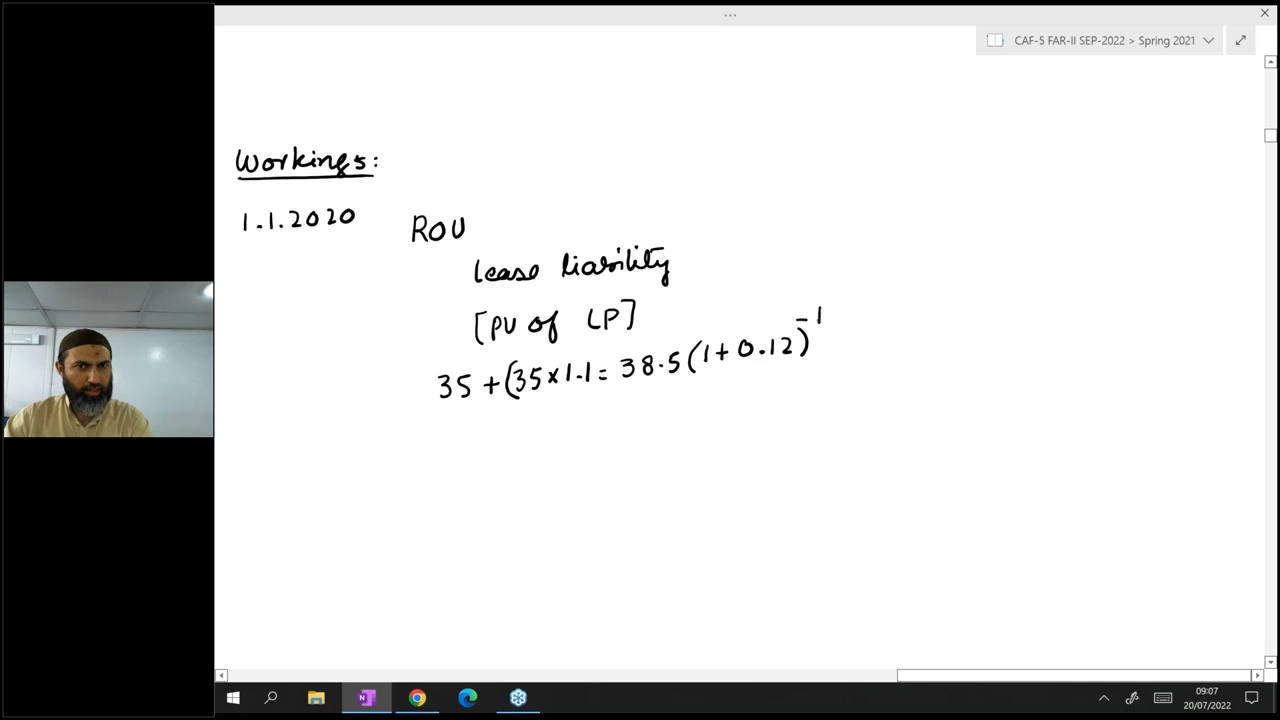 CAF-5 FAR-II SEP-2022 > Spring 2021
Workings:
1.1.2020 ROU
lease liability
[PV of LP]
35 + (35×1.1 = 38.5(1+0.12)⁻¹
09:07
20/07/2022